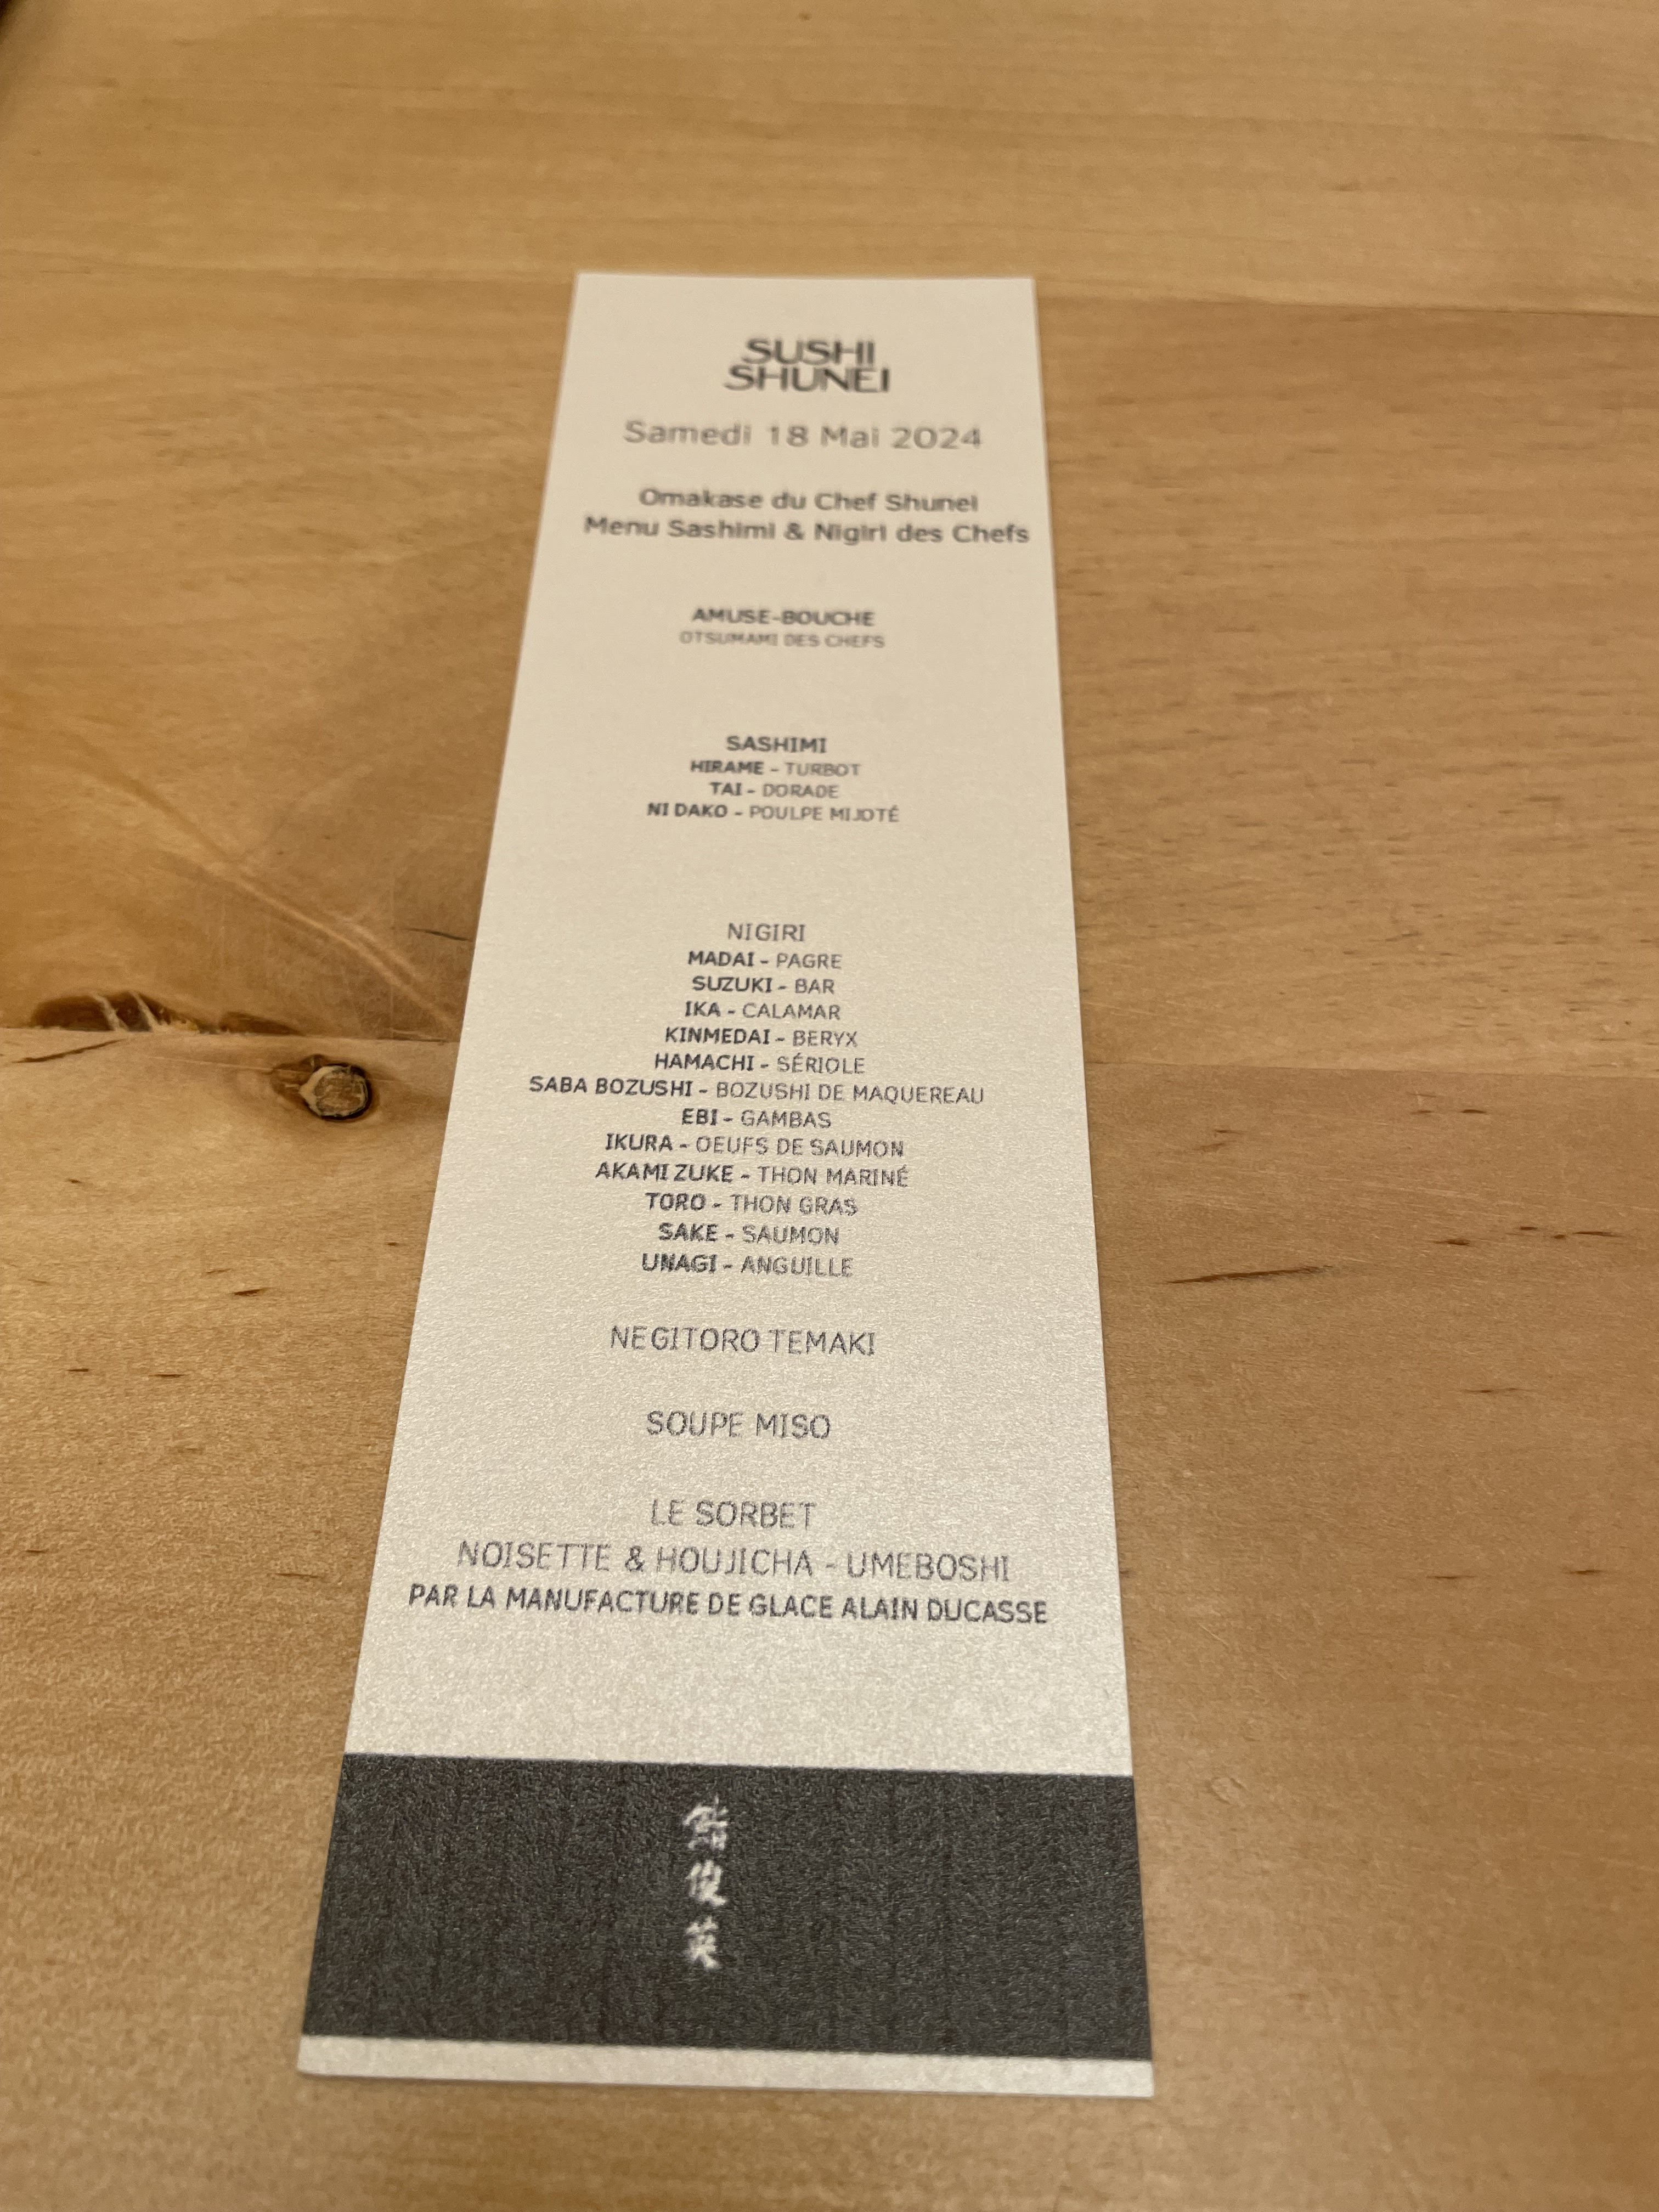 SUSHI
SHUNEI
Samedi 18 Mai 2024
Omakase du Chef Shunei
Menu Sashimi & Nigiri des Chefs
AMUSE-BOUCHE
OTSUMAMI DES CHEFS
SASHIMI
HIRAME - TURBOT
TAI - DORADE
NI DAKO - POULPE MIJOTÉ
NIGIRI
MADAI - PAGRE
SUZUKI - BAR
IKA - CALAMAR
KINMEDAI - BERYX
HAMACHI - SÉRIOLE
SABA BOZUSHI - BOZUSHI DE MAQUEREAU
EBI - GAMBAS
IKURA - OEUFS DE SAUMON
AKAMI ZUKE - THON MARINÉ
TORO - THON GRAS
SAKE - SAUMON
UNAGI - ANGUILLE
NEGITORO TEMAKI
SOUPE MISO
LE SORBET
NOISETTE & HOUJICHA - UMEBOSHI
PAR LA MANUFACTURE DE GLACE ALAIN DUCASSE
鮨俊英